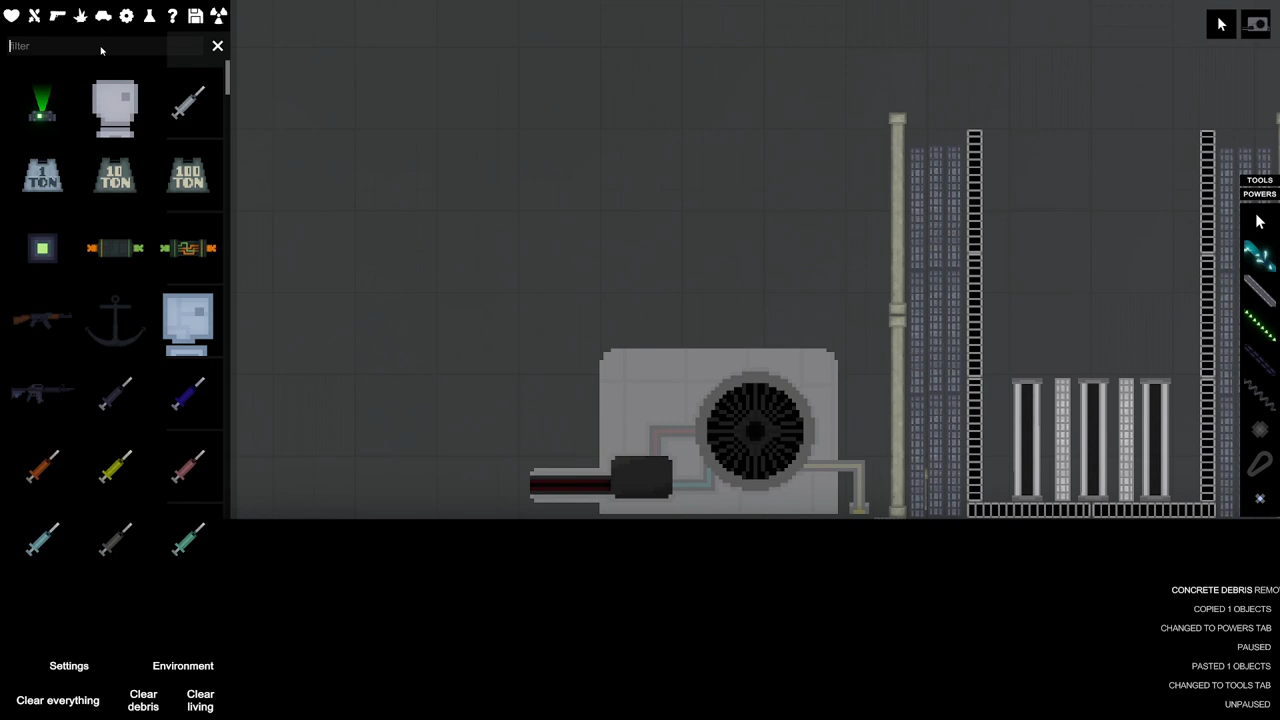 filter
1 TON
10 TON
100 TON
TOOLS
POWERS
CONCRETE DEBRIS REMO
COPIED 1 OBJECTS
CHANGED TO POWERS TAB
PAUSED
PASTED 1 OBJECTS
CHANGED TO TOOLS TAB
UNPAUSED
Settings
Environment
Clear everything
Clear debris
Clear living